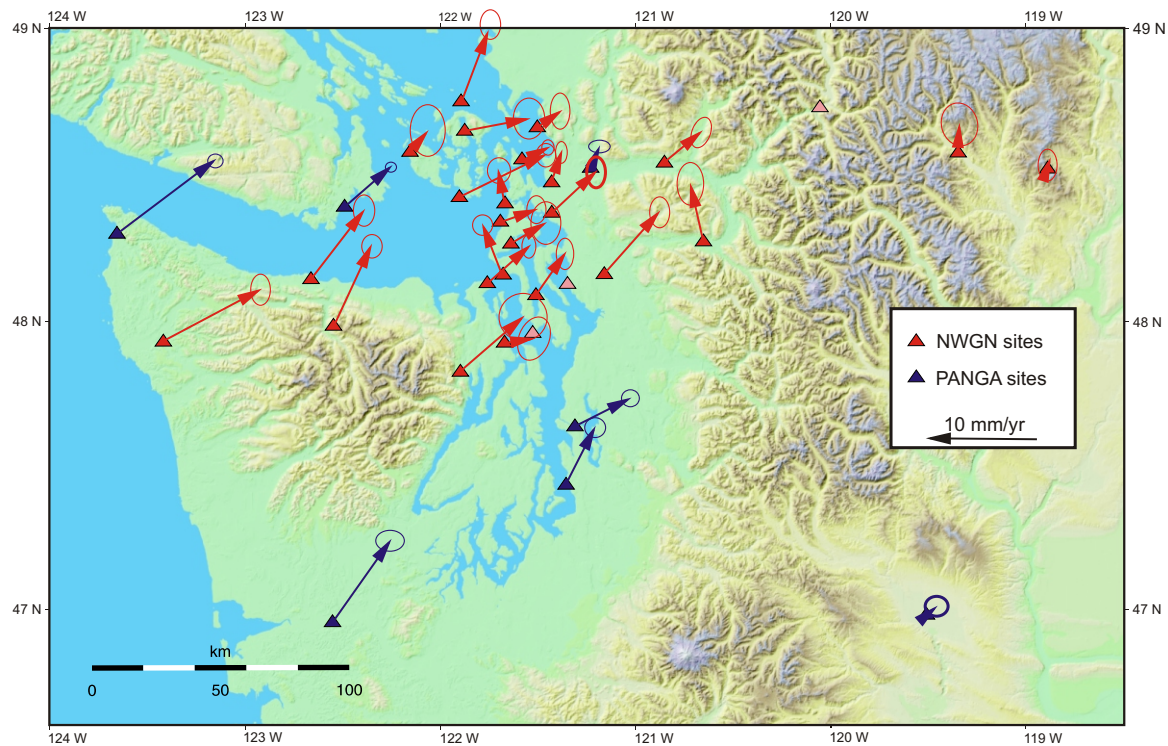 123 W 122 W 121 W 120 W 119 W
49 N 49 N
48 N 48 N
NWGN sites
PANGA sites
10 mm/yr
47 N 47 N
km
0 50 100
124 W 123 W 122 W 121 W 120 W 119 W